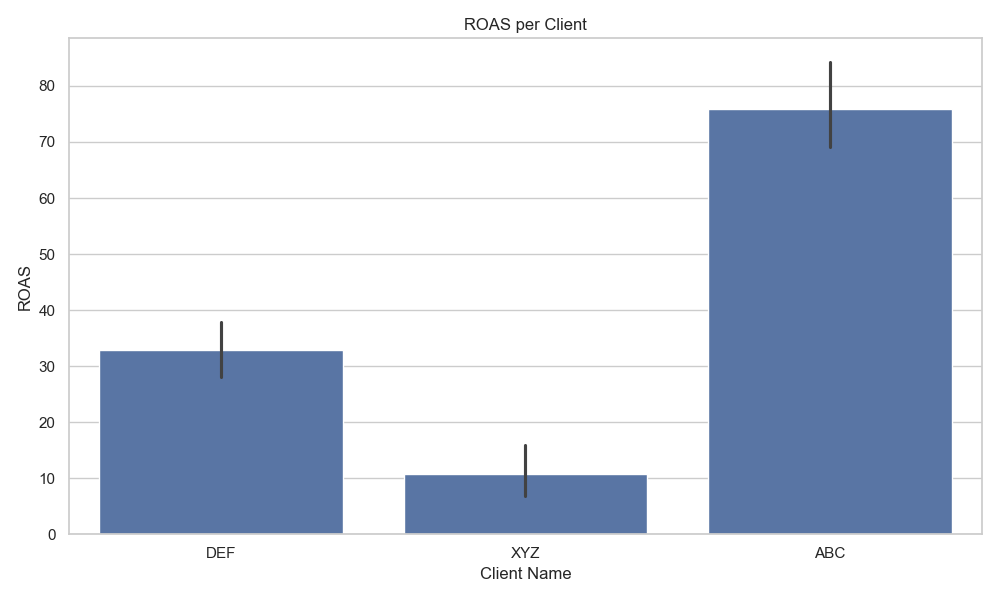 ROAS per Client
ROAS
80
70
60
50
40
30
20
10
0
DEF
XYZ
ABC
Client Name